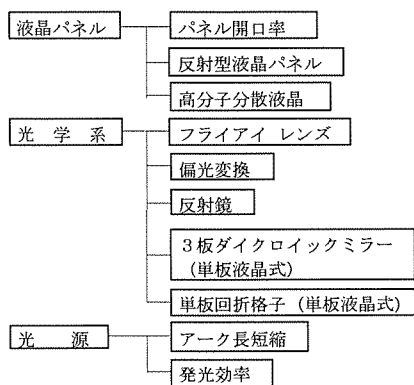 液晶パネル
パネル開口率
反射型液晶パネル
高分子分散液晶
光 学 系
フライアイ レンズ
偏光変換
反射鏡
3板ダイクロイックミラー
(単板液晶式)
単板回折格子 (単板液晶式)
光 源
アーク長短縮
発光効率